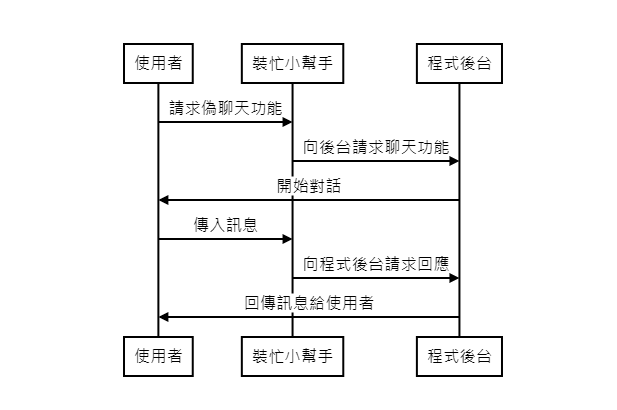 使用者
裝忙小幫手
程式後台
請求偽聊天功能
向後台請求聊天功能
開始對話
傳入訊息
向程式後台請求回應
回傳訊息給使用者
使用者
裝忙小幫手
程式後台